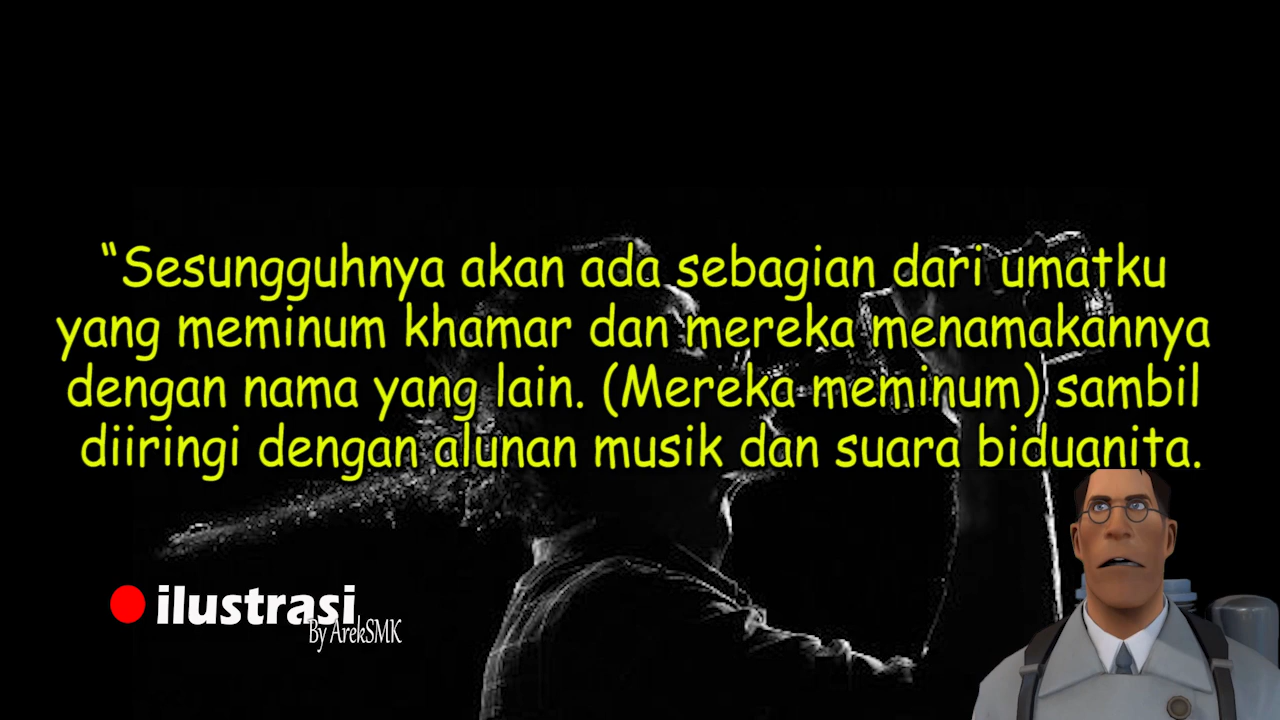 “Sesungguhnya akan ada sebagian dari umatku
yang meminum khamar dan mereka menamakannya
dengan nama yang lain. (Mereka meminum) sambil
diiringi dengan alunan musik dan suara biduanita.
ilustrasi
By ArekSMK